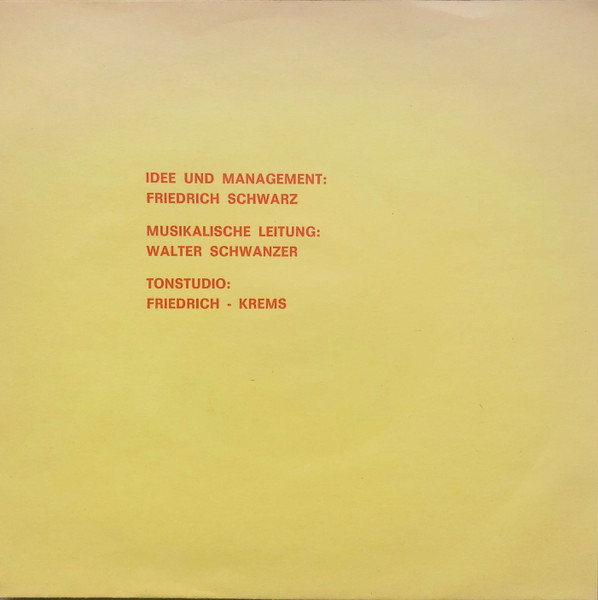 IDEE UND MANAGEMENT:
FRIEDRICH SCHWARZ
MUSIKALISCHE LEITUNG:
WALTER SCHWANZER
TONSTUDIO:
FRIEDRICH - KREMS